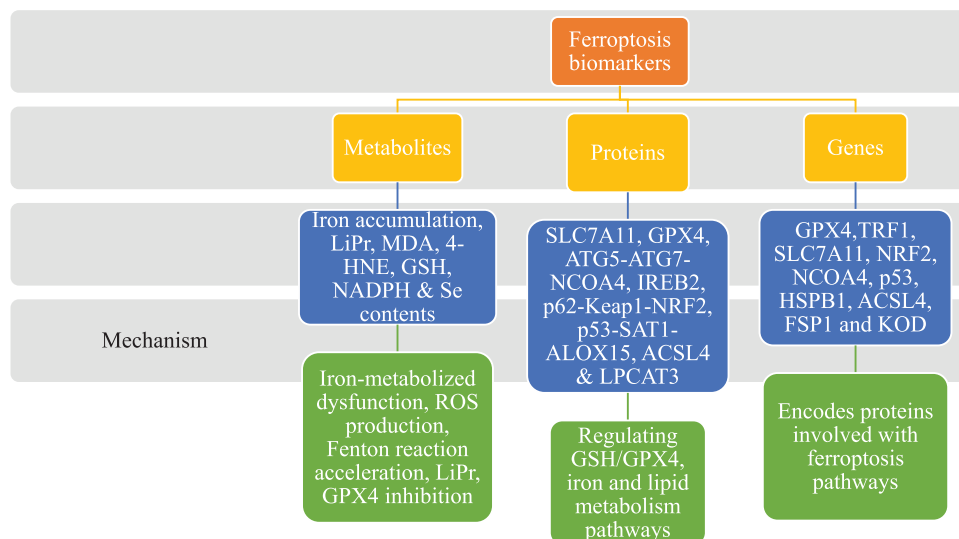 Ferroptosis
biomarkers
Metabolites
Proteins
Genes
Iron accumulation,
LiPr, MDA, 4-
HNE, GSH,
NADPH & Se
contents
SLC7A11, GPX4,
ATG5-ATG7-
NCOA4, IREB2,
p62-Keap1-NRF2,
p53-SAT1-
ALOX15, ACSL4
& LPCAT3
GPX4,TRF1,
SLC7A11, NRF2,
NCOA4, p53,
HSPB1, ACSL4,
FSP1 and KOD
Mechanism
Iron-metabolized
dysfunction, ROS
production,
Fenton reaction
acceleration, LiPr,
GPX4 inhibition
Regulating
GSH/GPX4,
iron and lipid
metabolism
pathways
Encodes proteins
involved with
ferroptosis
pathways